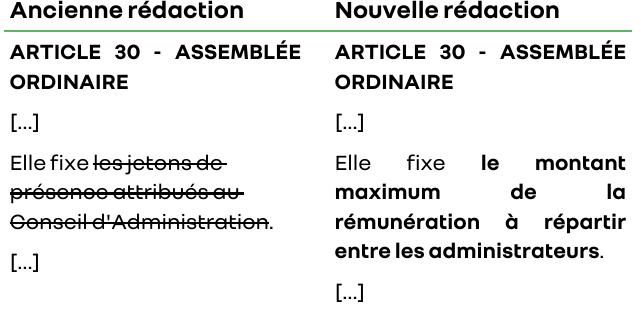 Ancienne rédaction
ARTICLE 30 - ASSEMBLÉE
ORDINAIRE
[...]
Elle fixe les jetons de
présence attribués au
Conseil d'Administration.
[...]
Nouvelle rédaction
ARTICLE 30 - ASSEMBLÉE
ORDINAIRE
[...]
Elle fixe le montant
maximum de la
rémunération à répartir
entre les administrateurs.
[...]